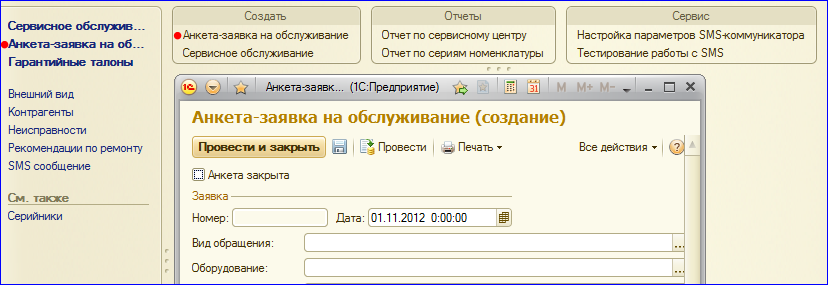 Сервисное обслужив...
Анкета-заявка на об...
Гарантийные талоны
Внешний вид
Контрагенты
Неисправности
Рекомендации по ремонту
SMS сообщение
См. также
Серийники
Создать
Анкета-заявка на обслуживание
Сервисное обслуживание
Отчеты
Отчет по сервисному центру
Отчет по сериям номенклатуры
Сервис
Настройка параметров SMS-коммуникатора
Тестирование работы с SMS
Анкета-заявк... (1С:Предприятие)
31 M M+ M-
Анкета-заявка на обслуживание (создание)
Провести и закрыть Провести Печать Все действия ?
Анкета закрыта
Заявка
Номер: Дата: 01.11.2012 0:00:00
Вид обращения: ...
Оборудование: ...